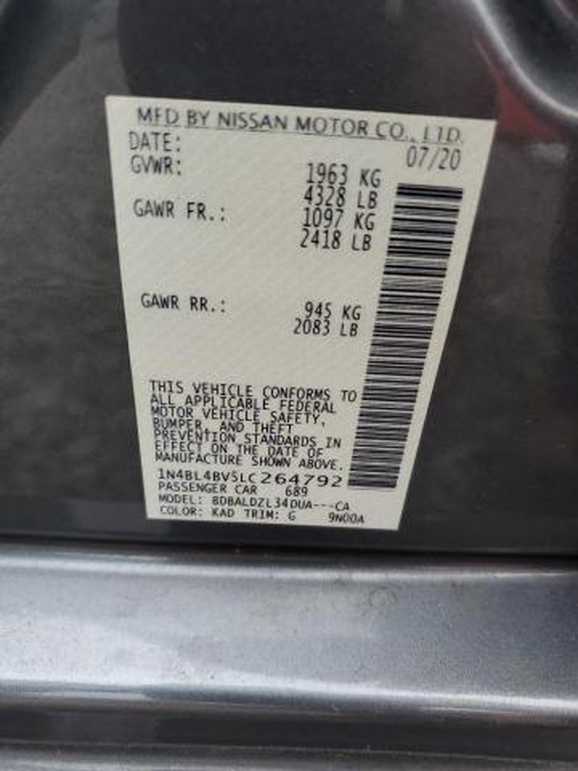 MFD BY NISSAN MOTOR CO., LTD.
DATE: 07/20
GVWR: 1963 KG
4328 LB
GAWR FR.: 1097 KG
2418 LB
GAWR RR.: 945 KG
2083 LB
THIS VEHICLE CONFORMS TO
ALL APPLICABLE FEDERAL
MOTOR VEHICLE SAFETY,
BUMPER, AND THEFT
PREVENTION STANDARDS IN
EFFECT ON THE DATE OF
MANUFACTURE SHOWN ABOVE.
1N4BL4BV5LC264792
PASSENGER CAR 689
MODEL: BDBALDZL34DUA---CA
COLOR: KAD TRIM: G 9N00A